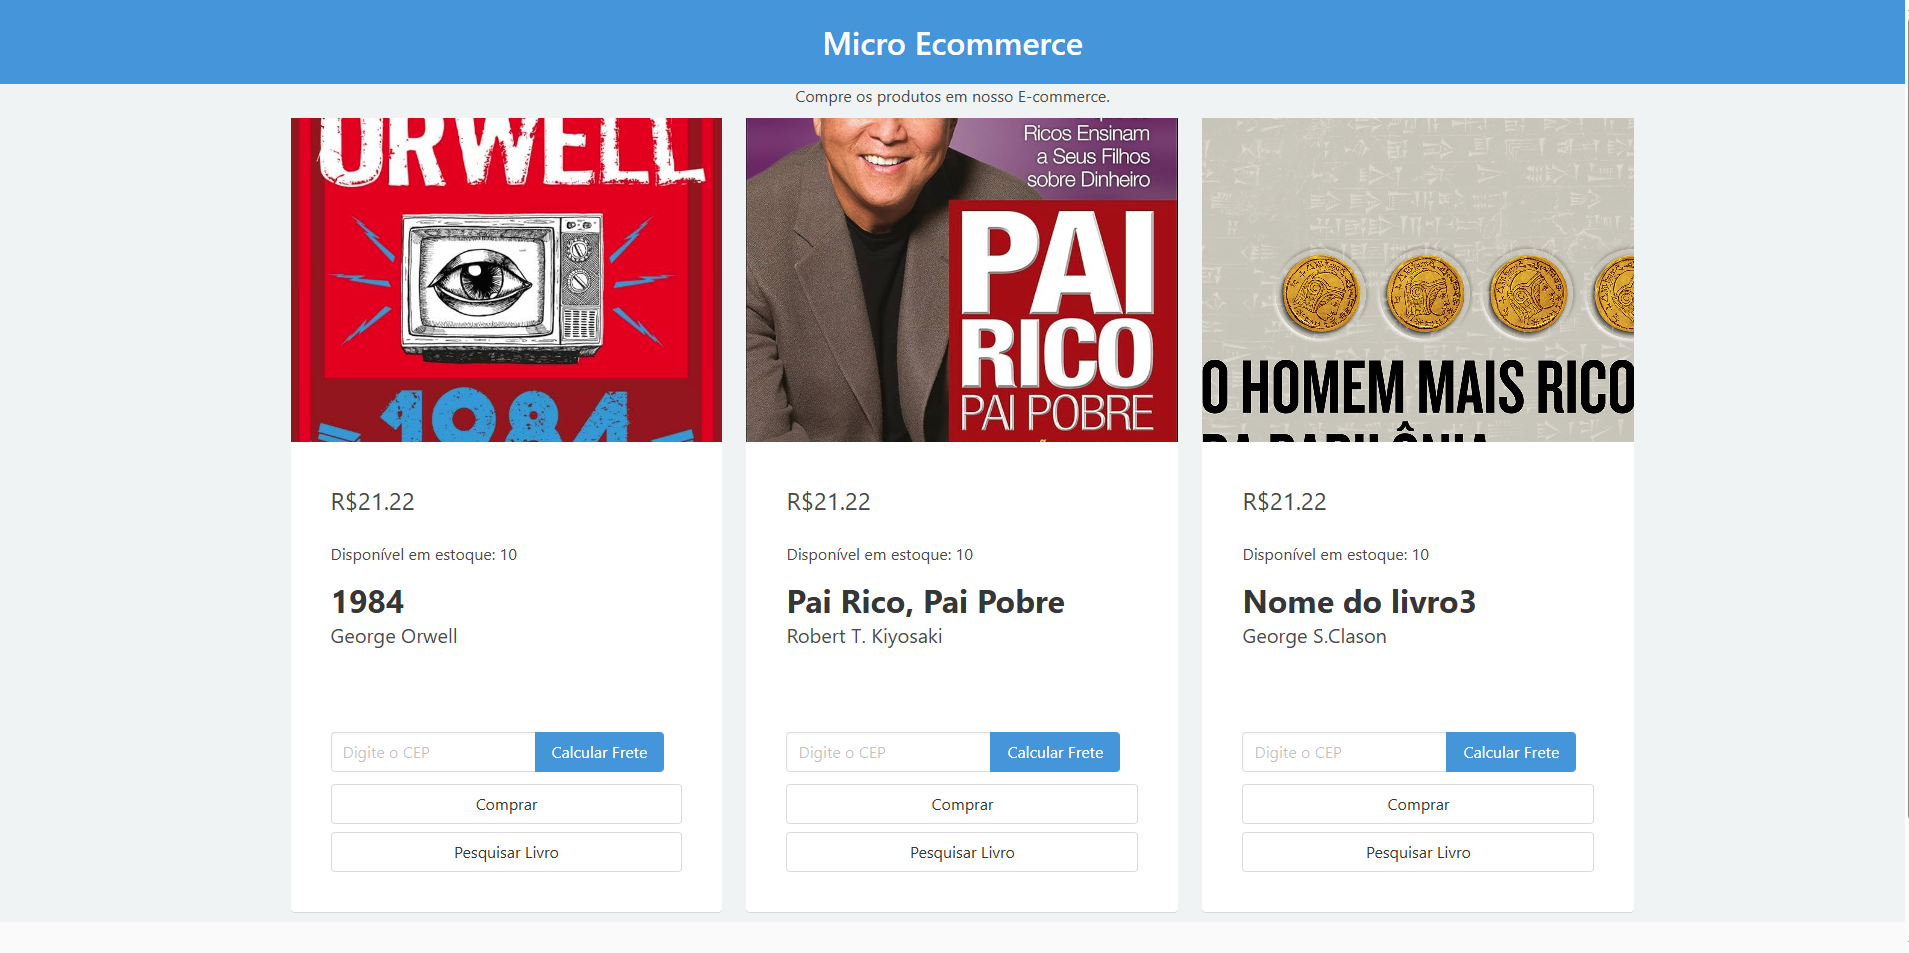 Micro Ecommerce
Compre os produtos em nosso E-commerce.
ORWELL
1984
Ricos Ensinam
a Seus Filhos
sobre Dinheiro
PAI
RICO
PAI POBRE
O HOMEM MAIS RICO
DA BABILÔNIA
R$21.22
Disponível em estoque: 10
1984
George Orwell
Digite o CEP
Calcular Frete
Comprar
Pesquisar Livro
R$21.22
Disponível em estoque: 10
Pai Rico, Pai Pobre
Robert T. Kiyosaki
Digite o CEP
Calcular Frete
Comprar
Pesquisar Livro
R$21.22
Disponível em estoque: 10
Nome do livro3
George S.Clason
Digite o CEP
Calcular Frete
Comprar
Pesquisar Livro